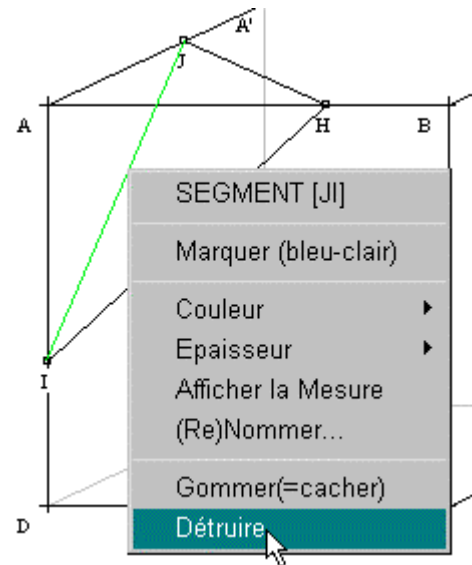 A'
J
A
H
B
SEGMENT [JI]
Marquer (bleu-clair)
Couleur
Epaisseur
Afficher la Mesure
(Re)Nommer...
Gommer(=cacher)
Détruire
I
D